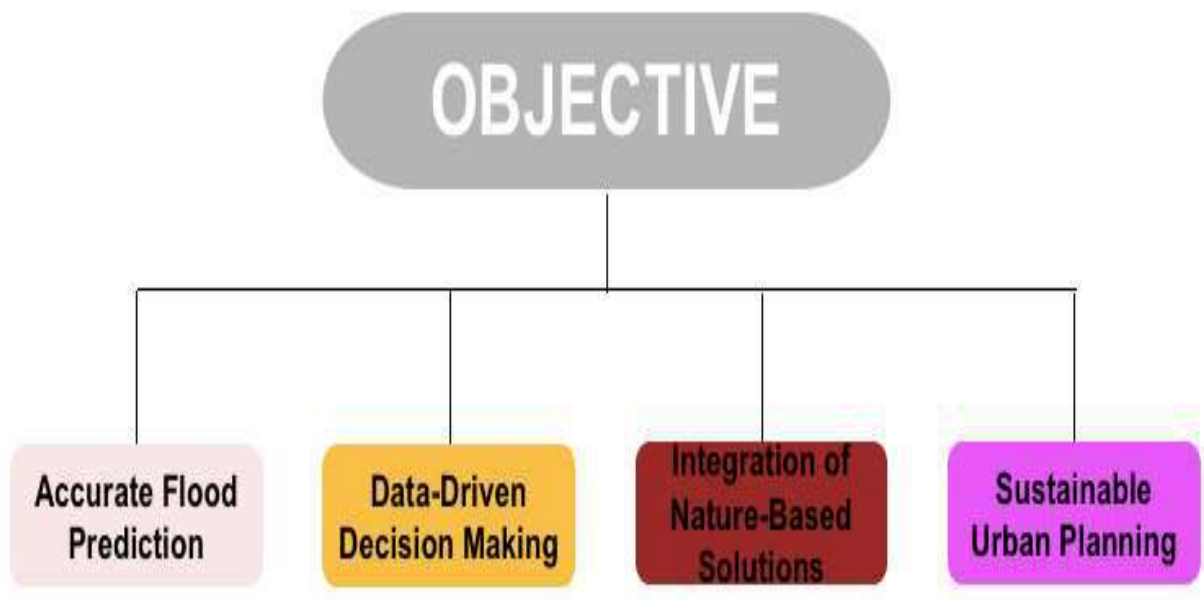 OBJECTIVE
Accurate Flood
Prediction
Data-Driven
Decision Making
Integration of
Nature-Based
Solutions
Sustainable
Urban Planning